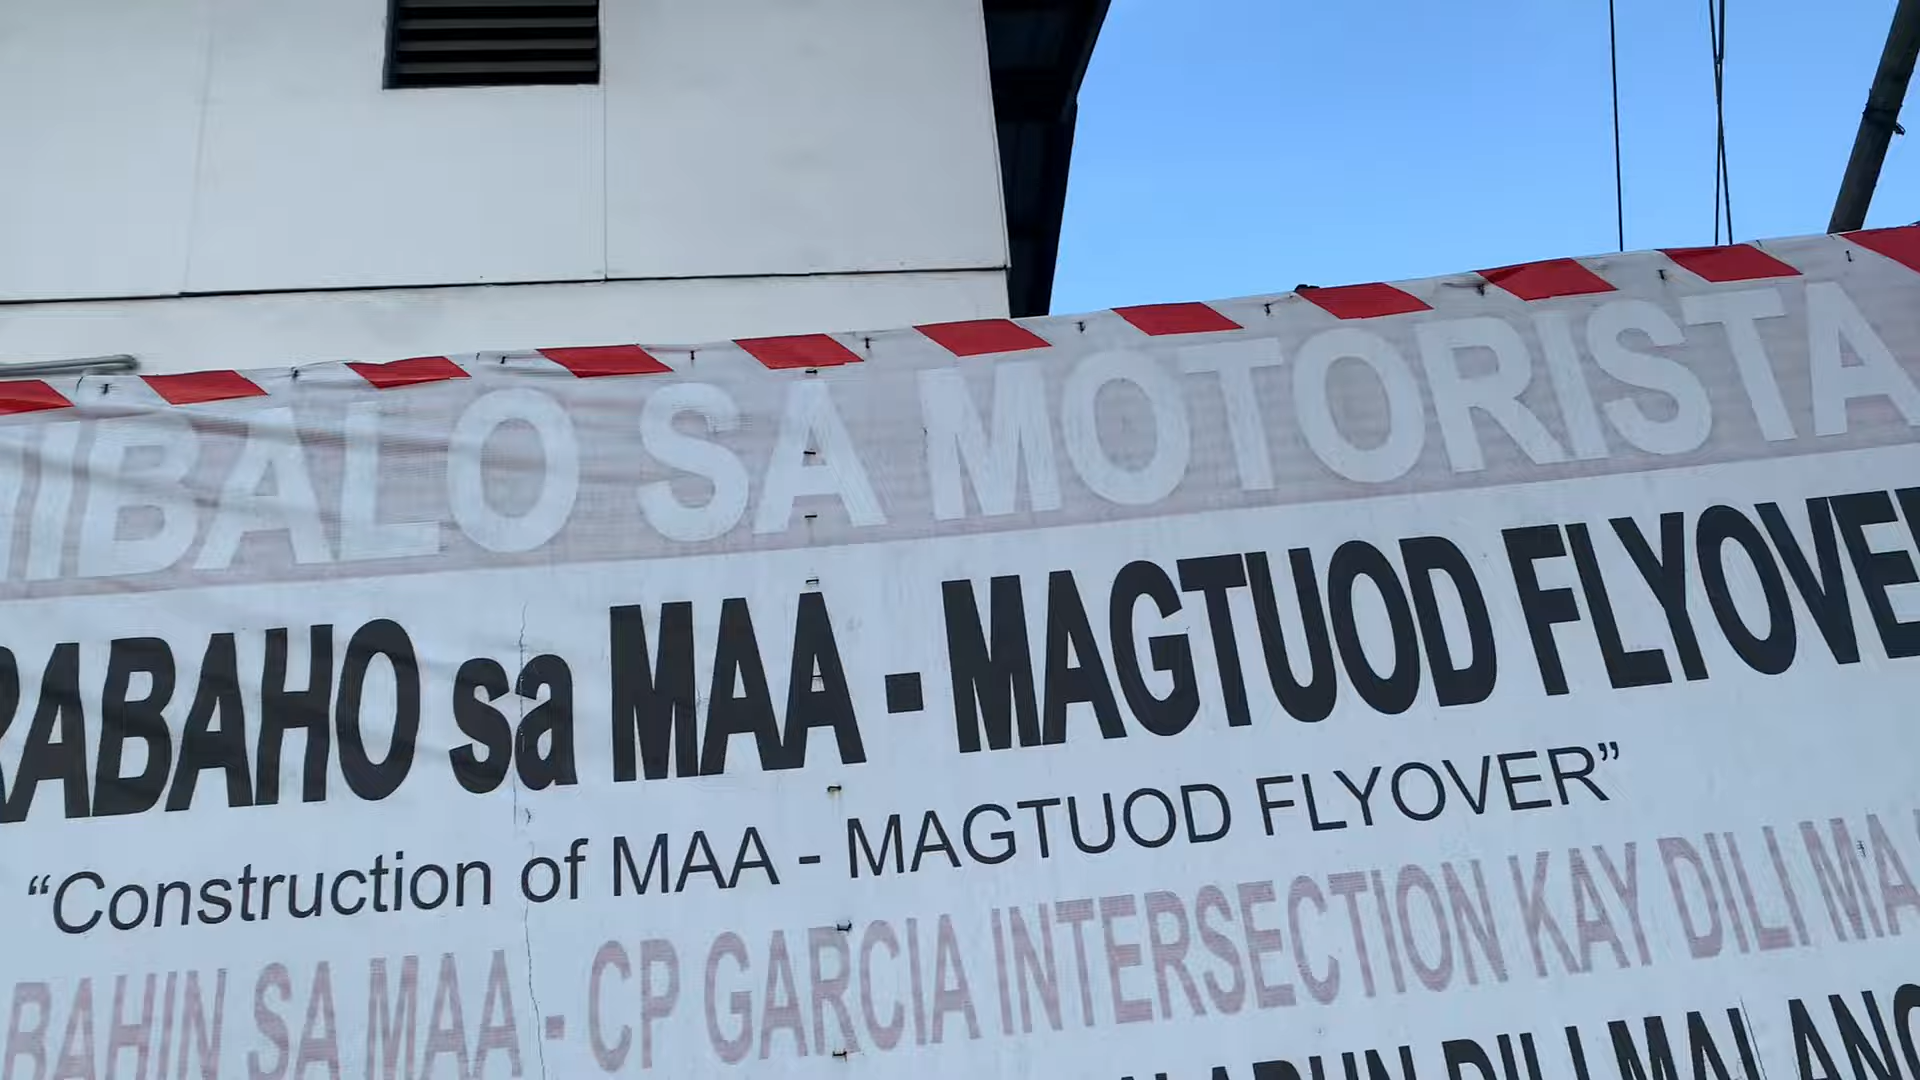 IBALO SA MOTORISTA
RABAHO sa MAA - MAGTUOD FLYOVER
“Construction of MAA - MAGTUOD FLYOVER”
BAHIN SA MAA - CP GARCIA INTERSECTION KAY DILI MA
DILI MALANG